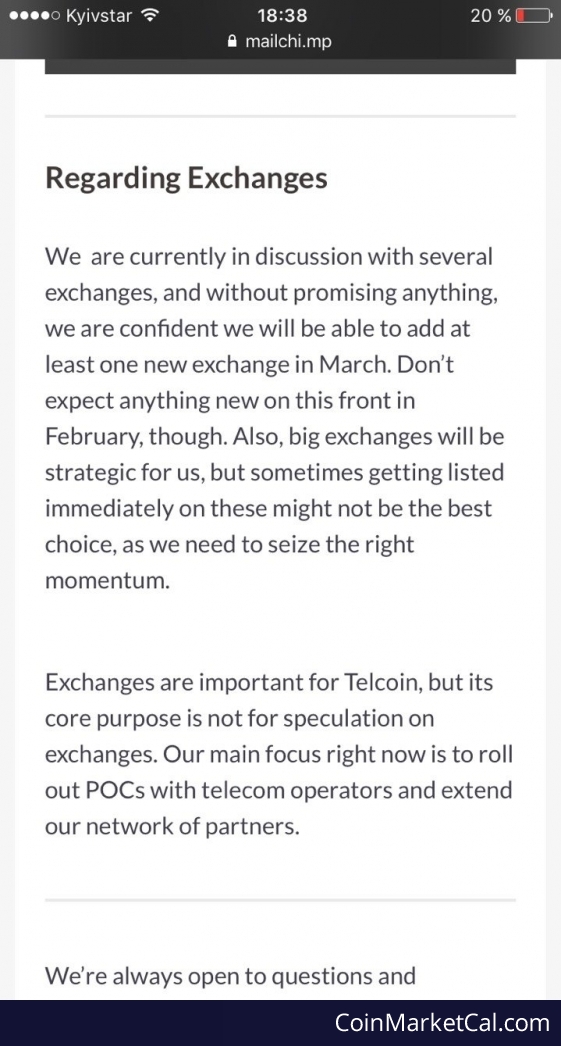 Kyivstar 18:38 20 %
mailchi.mp
Regarding Exchanges
We are currently in discussion with several
exchanges, and without promising anything,
we are confident we will be able to add at
least one new exchange in March. Don't
expect anything new on this front in
February, though. Also, big exchanges will be
strategic for us, but sometimes getting listed
immediately on these might not be the best
choice, as we need to seize the right
momentum.
Exchanges are important for Telcoin, but its
core purpose is not for speculation on
exchanges. Our main focus right now is to roll
out POCs with telecom operators and extend
our network of partners.
We're always open to questions and
CoinMarketCal.com